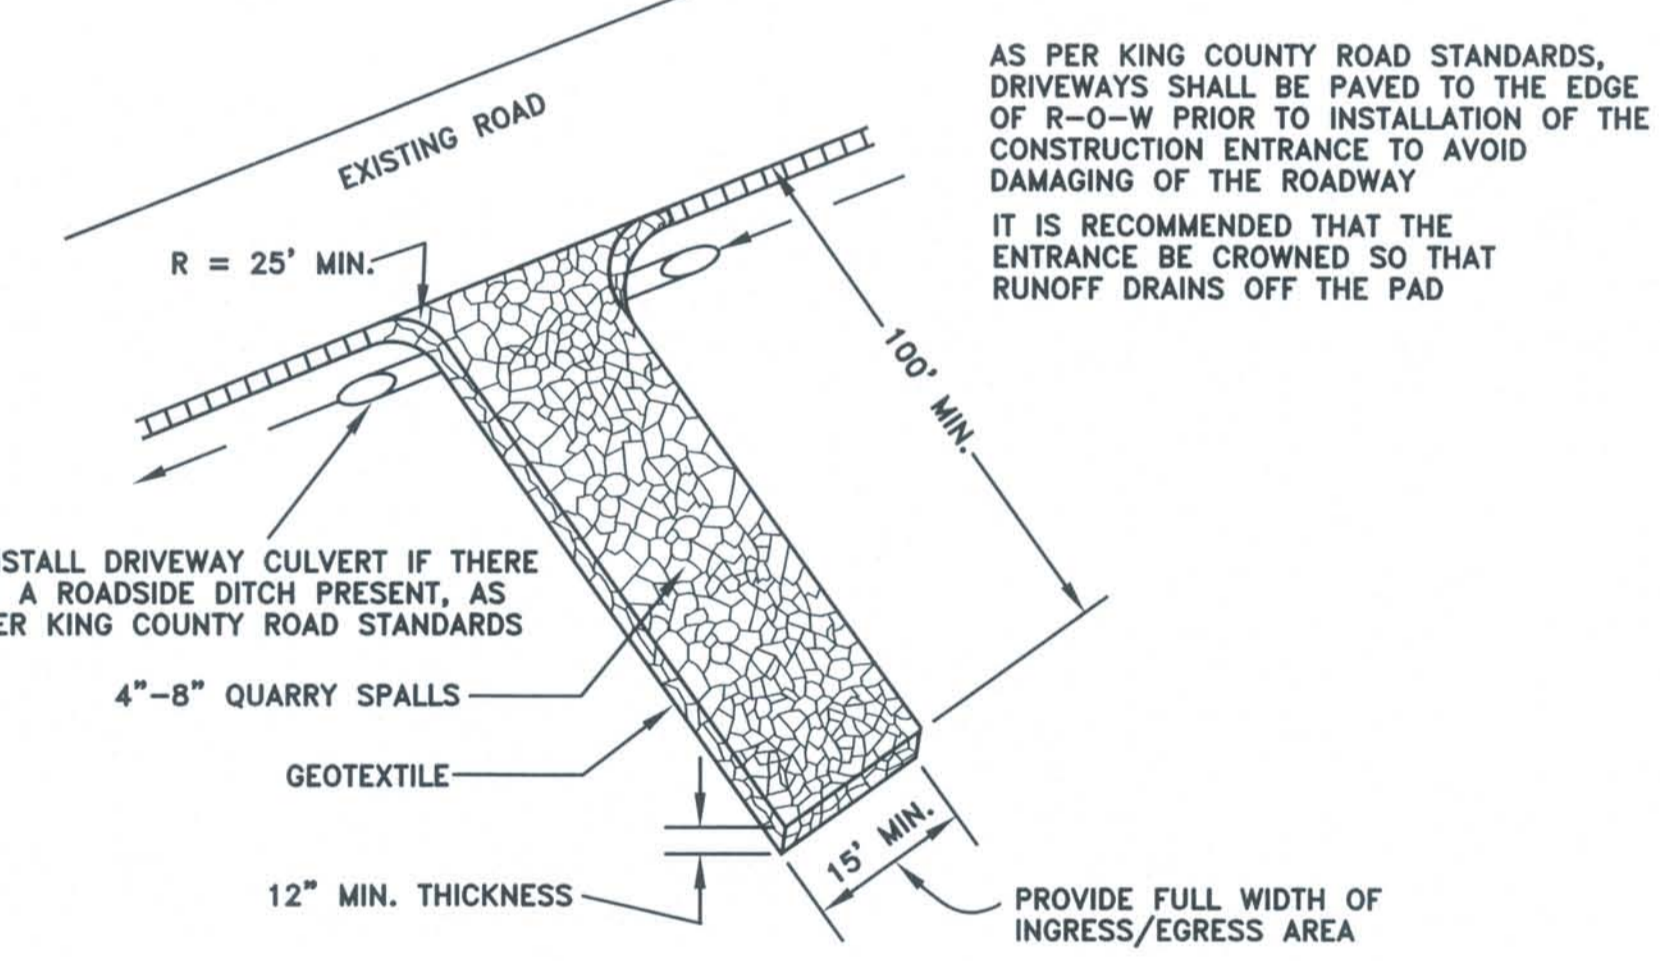 EXISTING ROAD
AS PER KING COUNTY ROAD STANDARDS,
DRIVEWAYS SHALL BE PAVED TO THE EDGE
OF R-O-W PRIOR TO INSTALLATION OF THE
CONSTRUCTION ENTRANCE TO AVOID
DAMAGING OF THE ROADWAY
IT IS RECOMMENDED THAT THE
ENTRANCE BE CROWNED SO THAT
RUNOFF DRAINS OFF THE PAD
R = 25' MIN.
100' MIN.
STALL DRIVEWAY CULVERT IF THERE
A ROADSIDE DITCH PRESENT, AS
ER KING COUNTY ROAD STANDARDS
4"-8" QUARRY SPALLS
GEOTEXTILE
15' MIN.
12" MIN. THICKNESS
PROVIDE FULL WIDTH OF
INGRESS/EGRESS AREA